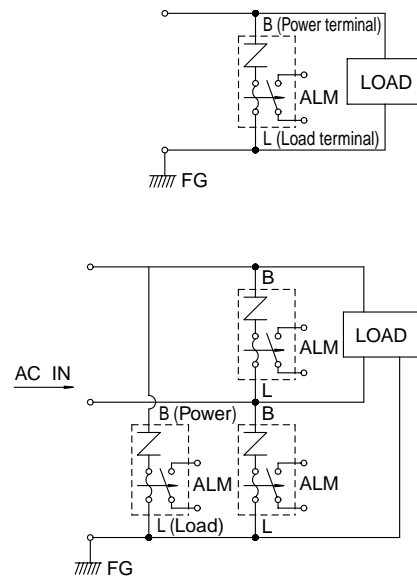 B (Power terminal)
LOAD
ALM
L (Load terminal)
FG
B
LOAD
ALM
AC IN
L
B (Power)
B
ALM
ALM
L (Load)
L
FG